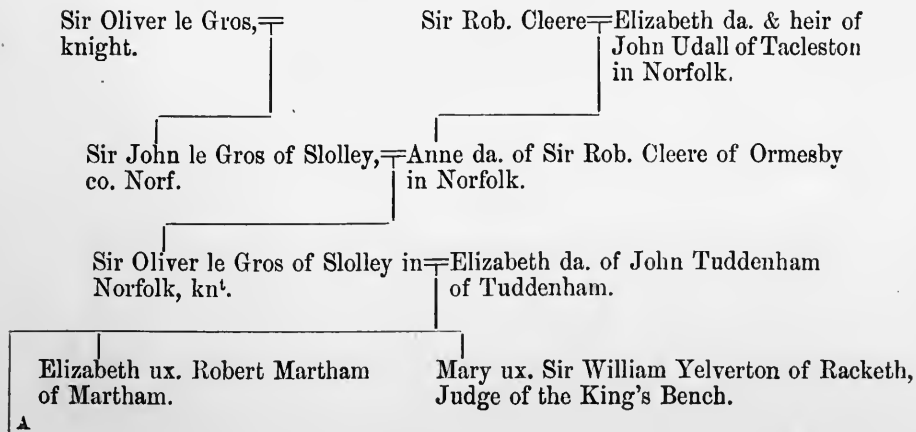 Sir Oliver le Gros,
knight.
Sir Rob. Cleere=Elizabeth da. & heir of
John Udall of Tacleston
in Norfolk.
Sir John le Gros of Slolley,=Anne da. of Sir Rob. Cleere of Ormesby
co. Norf.
in Norfolk.
Sir Oliver le Gros of Slolley in=Elizabeth da. of John Tuddenham
Norfolk, knᵗ.
of Tuddenham.
Elizabeth ux. Robert Martham
of Martham.
Mary ux. Sir William Yelverton of Racketh,
Judge of the King's Bench.
A